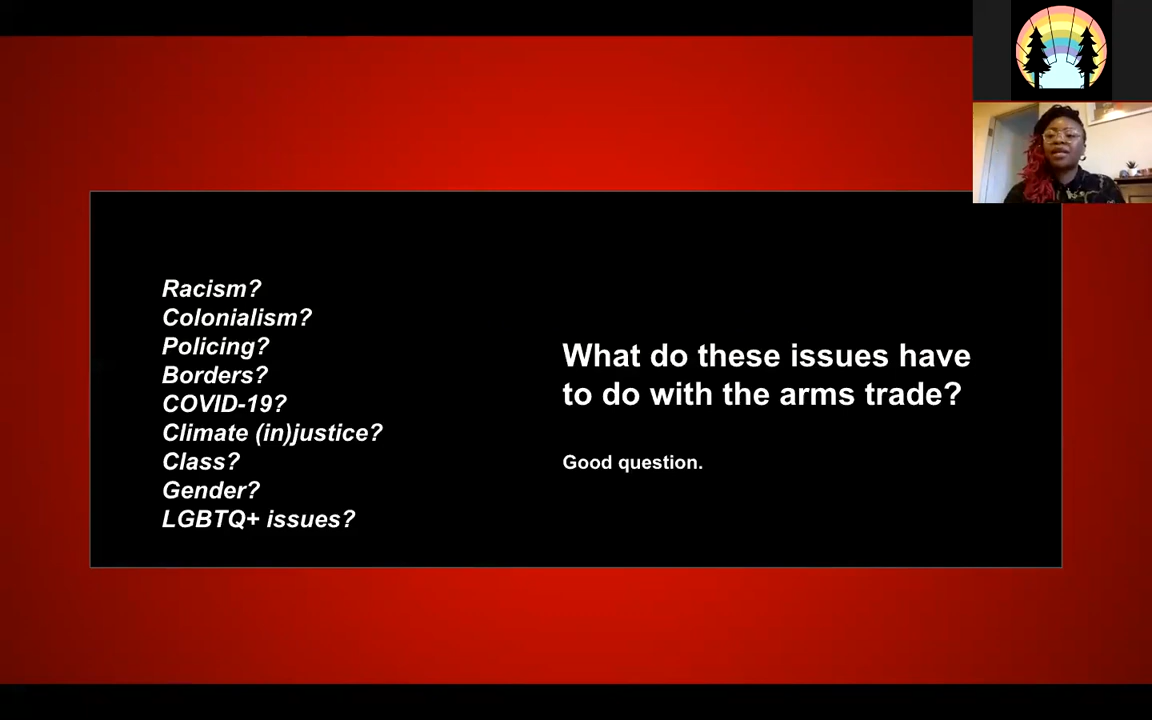 Racism?
Colonialism?
Policing?
Borders?
COVID-19?
Climate (in)justice?
Class?
Gender?
LGBTQ+ issues?
What do these issues have
to do with the arms trade?
Good question.